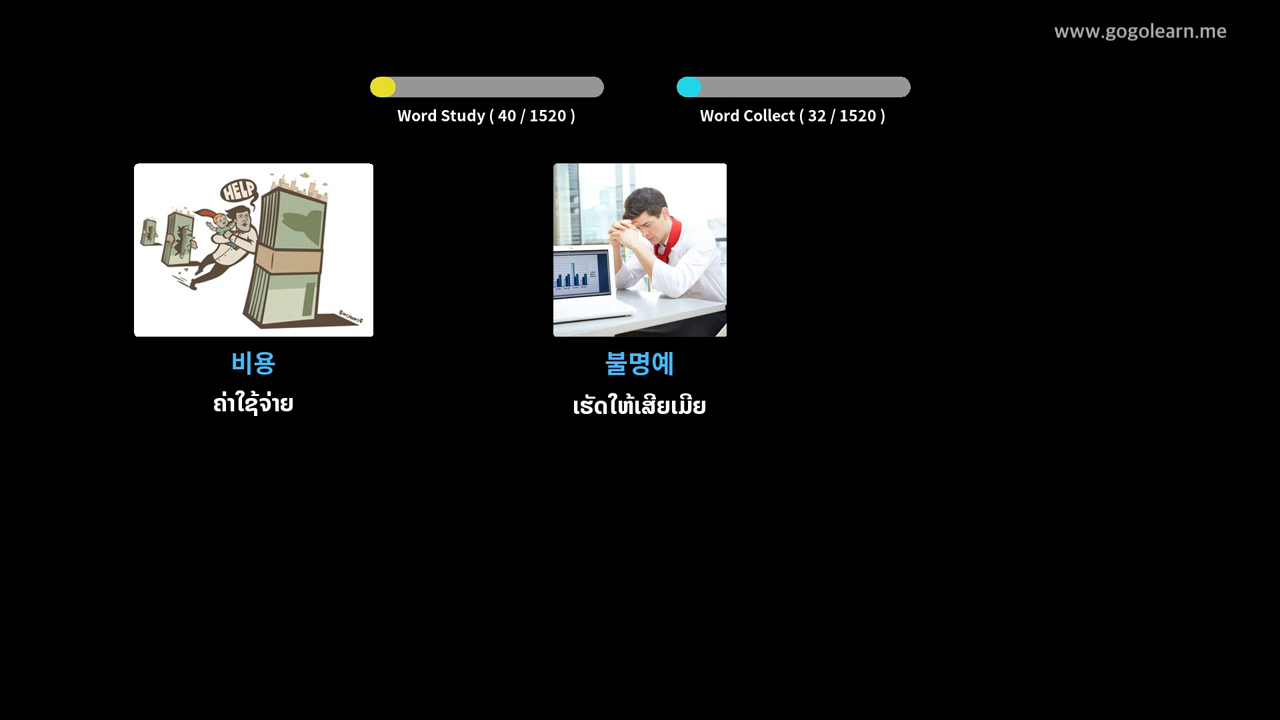 www.gogolearn.me
Word Study ( 40 / 1520 )
Word Collect ( 32 / 1520 )
HELP
비용
불명예
ຄ່າໃຊ້ຈ່າຍ
ເຮັດໃຫ້ເສີຍເມີຍ